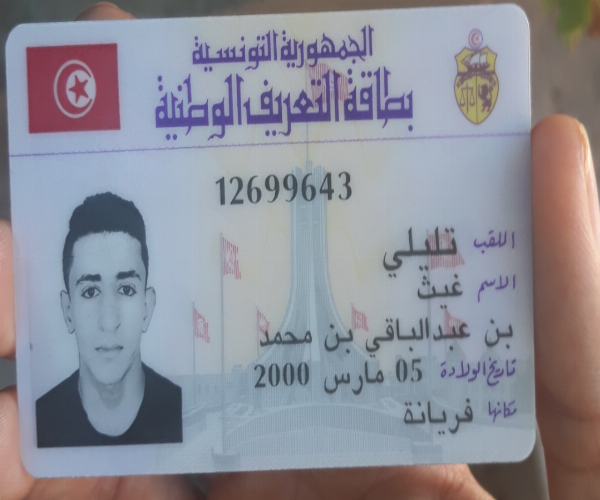 الجمهورية التونسية
بطاقة التعريف الوطنية
12699643
اللقب تليلي
الاسم غيث
بن عبدالباقي بن محمد
تاريخ الولادة 05 مارس 2000
مكانها فريانة